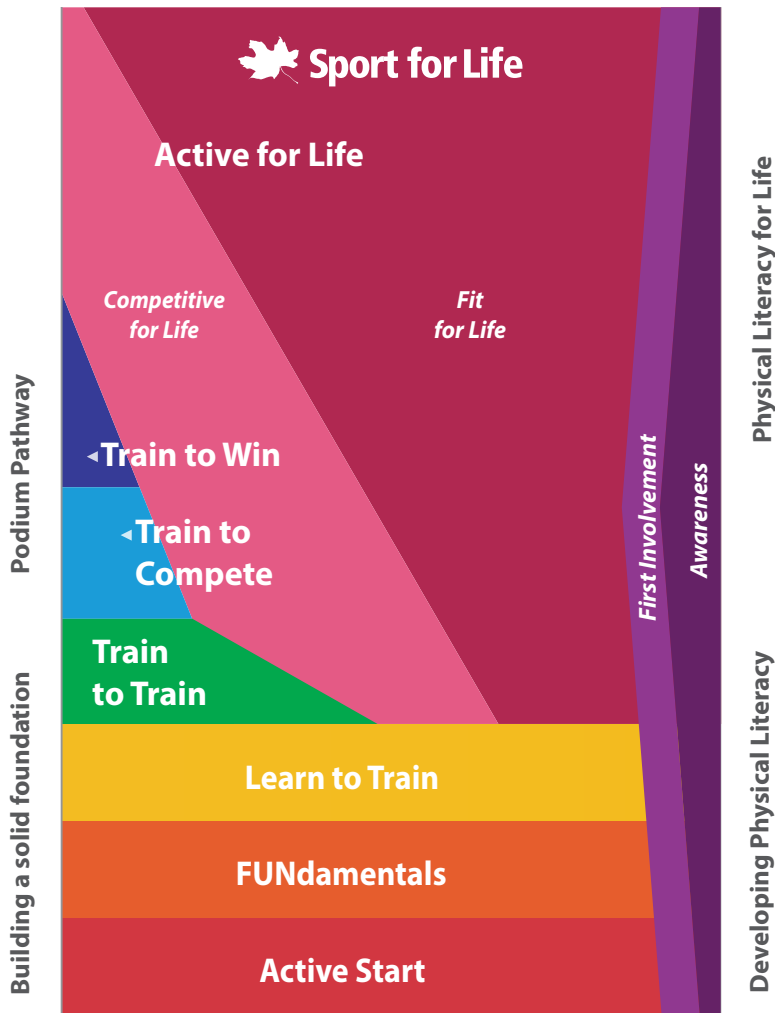 Sport for Life
Active for Life
Competitive
for Life
Fit
for Life
Train to Win
Train to
Compete
Train
to Train
Learn to Train
FUNdamentals
Active Start
Podium Pathway
Building a solid foundation
First Involvement
Awareness
Physical Literacy for Life
Developing Physical Literacy